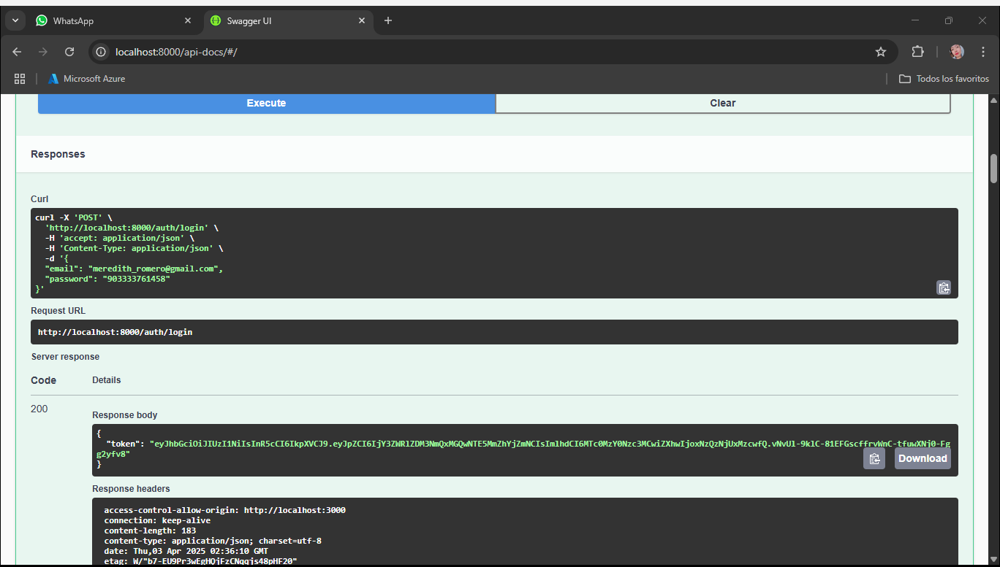 WhatsApp
Swagger UI
localhost:8000/api-docs/#/
Microsoft Azure
Todos los favoritos
Execute
Clear
Responses
Curl
curl -X 'POST' \
'http://localhost:8000/auth/login' \
-H 'accept: application/json' \
-H 'Content-Type: application/json' \
-d '{
"email": "meredith_romero@gmail.com",
"password": "903333761458"
}'
Request URL
http://localhost:8000/auth/login
Server response
Code Details
200
Response body
{
"token": "eyJhbGciOiJIUzI1NiIsInR5cCI6IkpXVCJ9.eyJpZCI6IjY3ZWRlZDM3NmQxMGQwNTE5MmZhYjZmNCIsImlhdCI6MTc0MzY0Nzc3MCwiZXhwIjoxNzQzNjUxMzcwfQ.vNvUl-9klC-81EFGscffrvWnC-tfuwXNj0-Fg
g2yfv8"
}
Download
Response headers
access-control-allow-origin: http://localhost:3000
connection: keep-alive
content-length: 183
content-type: application/json; charset=utf-8
date: Thu,03 Apr 2025 02:36:10 GMT
etag: W/"b7-EU9Pr3wEgHQjFzCNqqjs48pHF20"